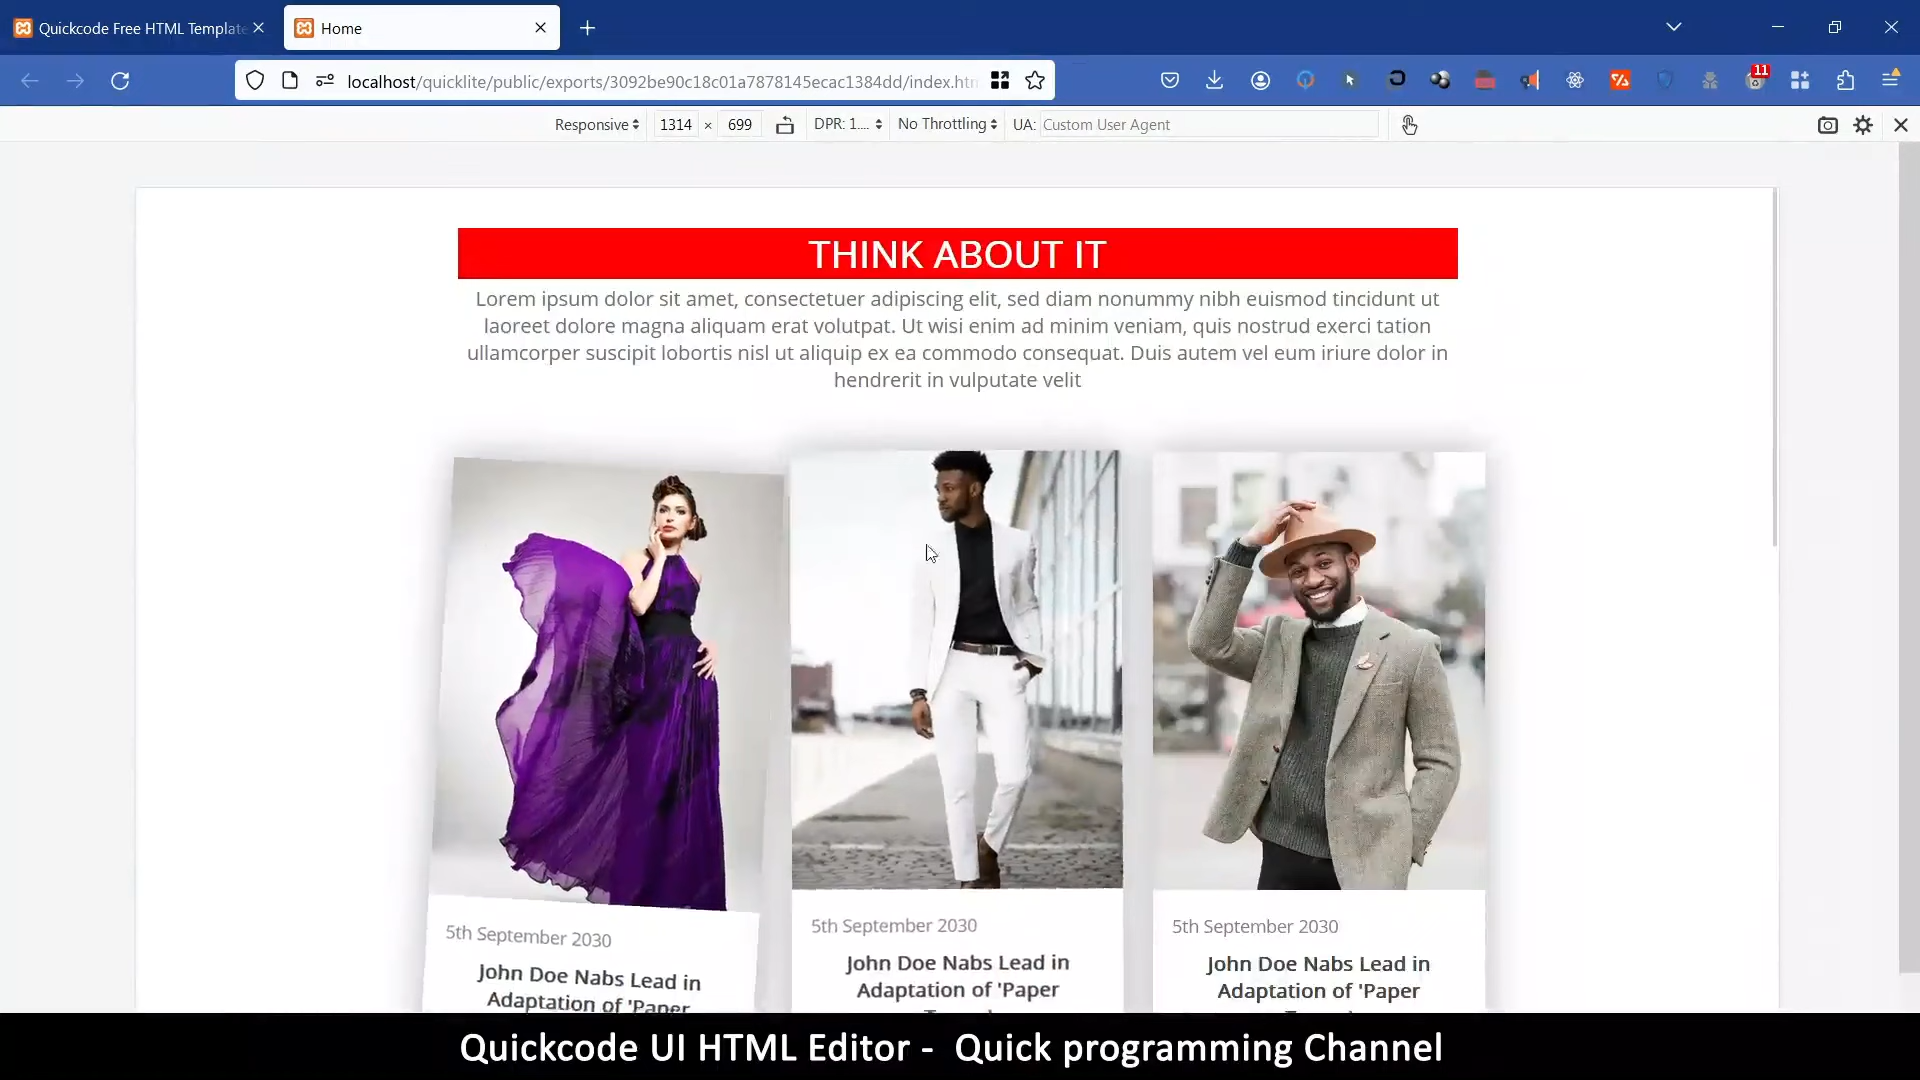 Quickcode Free HTML Template
Home
localhost/quicklite/public/exports/3092be90c18c01a7878145ecac1384dd/index.htm
11
Responsive 1314 × 699 DPR: 1.... No Throttling UA: Custom User Agent
THINK ABOUT IT
Lorem ipsum dolor sit amet, consectetuer adipiscing elit, sed diam nonummy nibh euismod tincidunt ut
laoreet dolore magna aliquam erat volutpat. Ut wisi enim ad minim veniam, quis nostrud exerci tation
ullamcorper suscipit lobortis nisl ut aliquip ex ea commodo consequat. Duis autem vel eum iriure dolor in
hendrerit in vulputate velit
5th September 2030
John Doe Nabs Lead in
Adaptation of 'Paper
5th September 2030
John Doe Nabs Lead in
Adaptation of 'Paper
5th September 2030
John Doe Nabs Lead in
Adaptation of 'Paper
Quickcode UI HTML Editor - Quick programming Channel